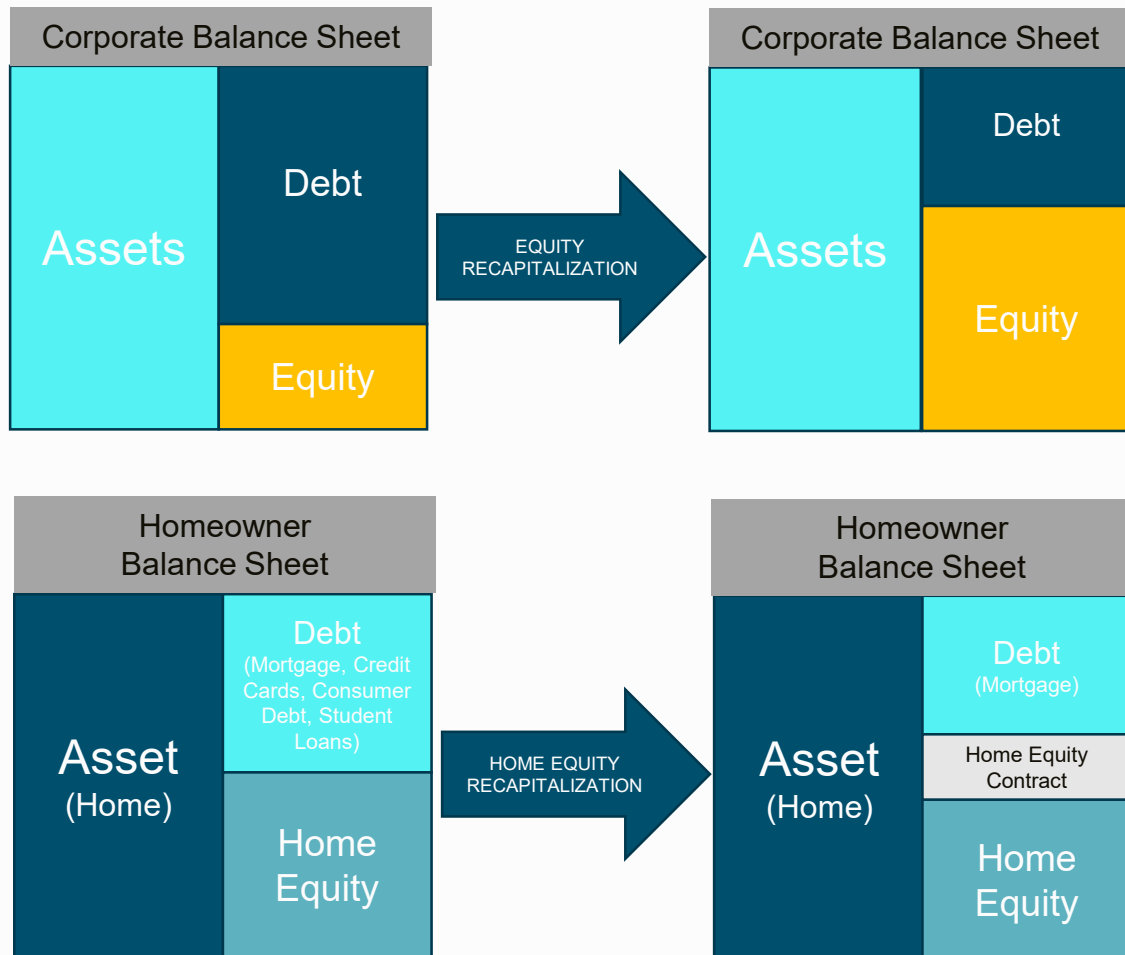 Corporate Balance Sheet
Assets
Debt
Equity
EQUITY
RECAPITALIZATION
Corporate Balance Sheet
Assets
Debt
Equity
Homeowner
Balance Sheet
Asset
(Home)
Debt
(Mortgage, Credit
Cards, Consumer
Debt, Student
Loans)
Home
Equity
HOME EQUITY
RECAPITALIZATION
Homeowner
Balance Sheet
Asset
(Home)
Debt
(Mortgage)
Home Equity
Contract
Home
Equity